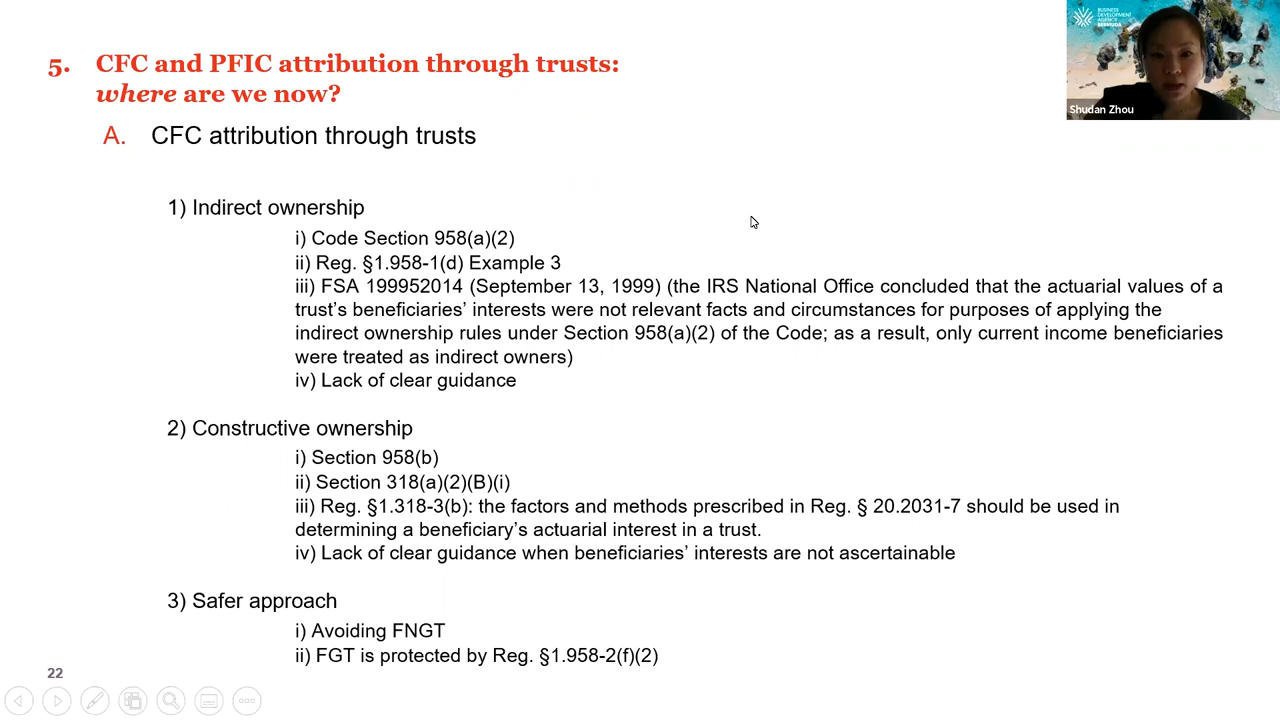 BUSINESS
DEVELOPMENT
AGENCY
BERMUDA
Shudan Zhou
5. CFC and PFIC attribution through trusts:
where are we now?
A. CFC attribution through trusts
1) Indirect ownership
i) Code Section 958(a)(2)
ii) Reg. §1.958-1(d) Example 3
iii) FSA 199952014 (September 13, 1999) (the IRS National Office concluded that the actuarial values of a
trust’s beneficiaries’ interests were not relevant facts and circumstances for purposes of applying the
indirect ownership rules under Section 958(a)(2) of the Code; as a result, only current income beneficiaries
were treated as indirect owners)
iv) Lack of clear guidance
2) Constructive ownership
i) Section 958(b)
ii) Section 318(a)(2)(B)(i)
iii) Reg. §1.318-3(b): the factors and methods prescribed in Reg. § 20.2031-7 should be used in
determining a beneficiary’s actuarial interest in a trust.
iv) Lack of clear guidance when beneficiaries’ interests are not ascertainable
3) Safer approach
i) Avoiding FNGT
ii) FGT is protected by Reg. §1.958-2(f)(2)
22